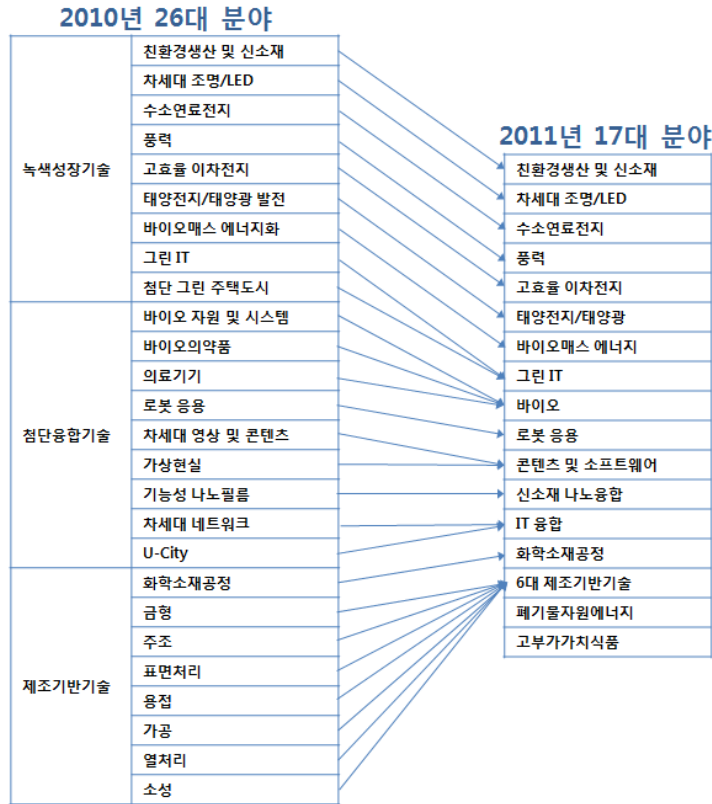 2010년 26대 분야
녹색성장기술
친환경생산 및 신소재
차세대 조명/LED
수소연료전지
풍력
고효율 이차전지
태양전지/태양광 발전
바이오매스 에너지화
그린 IT
첨단 그린 주택도시
첨단융합기술
바이오 자원 및 시스템
바이오의약품
의료기기
로봇 응용
차세대 영상 및 콘텐츠
가상현실
기능성 나노필름
차세대 네트워크
U-City
제조기반기술
화학소재공정
금형
주조
표면처리
용접
가공
열처리
소성
2011년 17대 분야
친환경생산 및 신소재
차세대 조명/LED
수소연료전지
풍력
고효율 이차전지
태양전지/태양광
바이오매스 에너지
그린 IT
바이오
로봇 응용
콘텐츠 및 소프트웨어
신소재 나노융합
IT 융합
화학소재공정
6대 제조기반기술
폐기물자원에너지
고부가가치식품